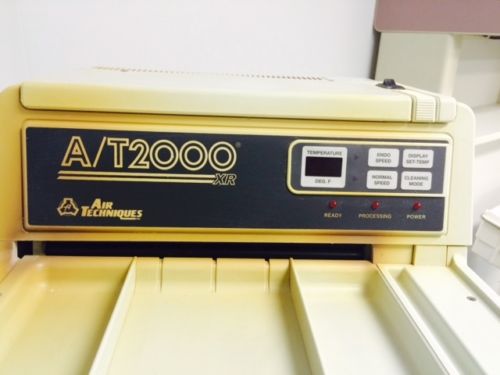 A/T2000®
XR
AIR
TECHNIQUES
TEMPERATURE
DEG. F
ENDO
SPEED
DISPLAY
SET-TEMP
NORMAL
SPEED
CLEANING
MODE
READY
PROCESSING
POWER